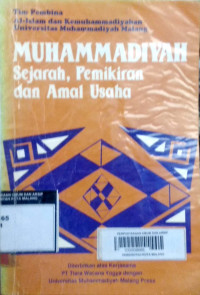 Tim Pembina
Al-Islam dan Kemuhammadiyahan
Universitas Muhammadiyah Malang
MUHAMMADIYAH
Sejarah, Pemikiran
dan Amal Usaha
Diterbitkan atas Kerjasama
PT Tiara Wacana Yogya dengan
Universitas Muhammadiyah Malang Press